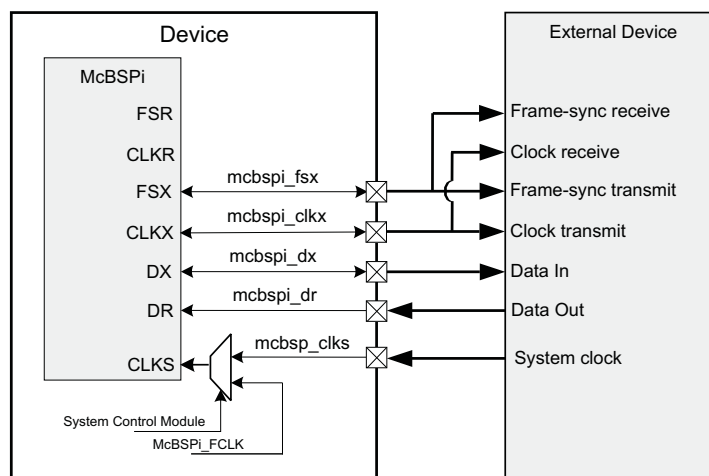 Device
External Device
McBSPi
FSR
Frame-sync receive
CLKR
Clock receive
FSX
mcbspi_fsx
Frame-sync transmit
CLKX
mcbspi_clkx
Clock transmit
DX
mcbspi_dx
Data In
DR
mcbspi_dr
Data Out
CLKS
mcbsp_clks
System clock
System Control Module
McBSPi_FCLK